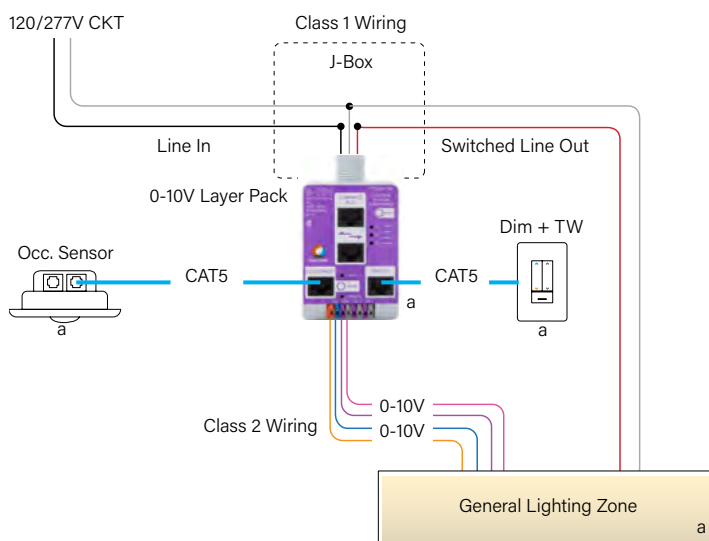 120/277V CKT
Class 1 Wiring
J-Box
Line In
Switched Line Out
0-10V Layer Pack
Dim + TW
Occ. Sensor
CAT5
CAT5
a
a
a
0-10V
Class 2 Wiring
0-10V
General Lighting Zone
a